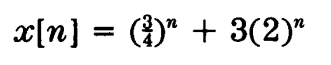 x[n] = (3/4)ⁿ + 3(2)ⁿ